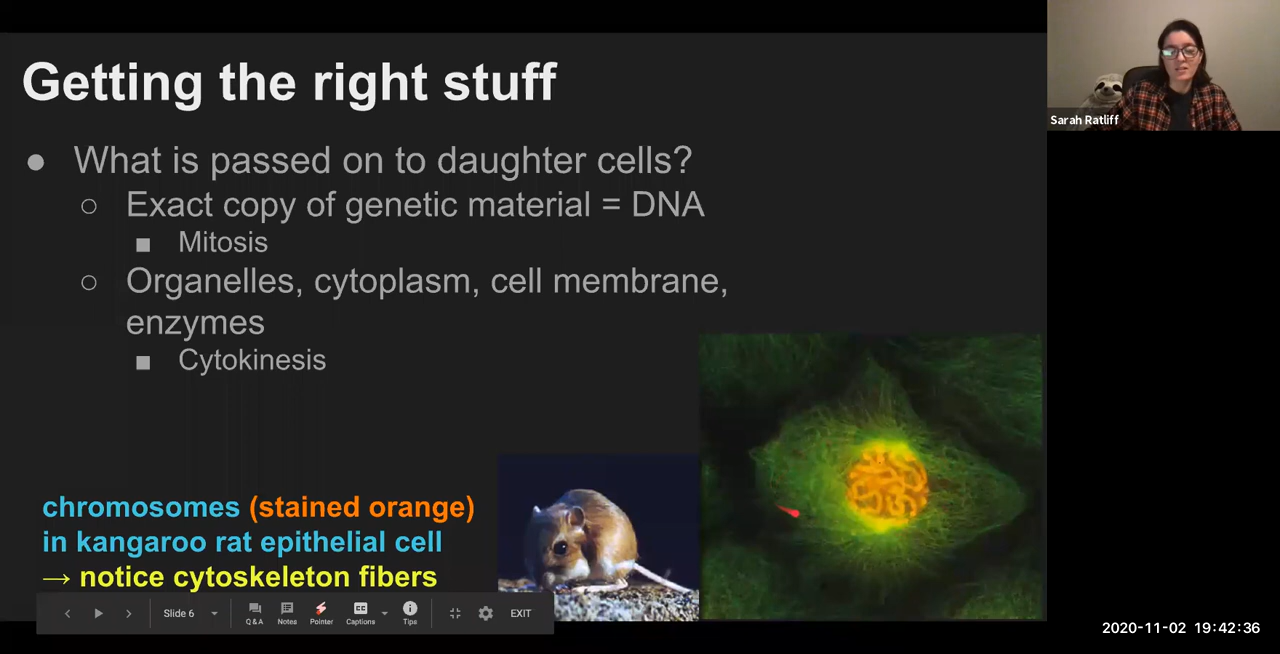 Getting the right stuff
● What is passed on to daughter cells?
○ Exact copy of genetic material = DNA
■ Mitosis
○ Organelles, cytoplasm, cell membrane,
enzymes
■ Cytokinesis
chromosomes (stained orange)
in kangaroo rat epithelial cell
→ notice cytoskeleton fibers
Slide 6
Q&A
Notes
Pointer
Captions
Tips
EXIT
Sarah Ratliff
2020-11-02 19:42:36